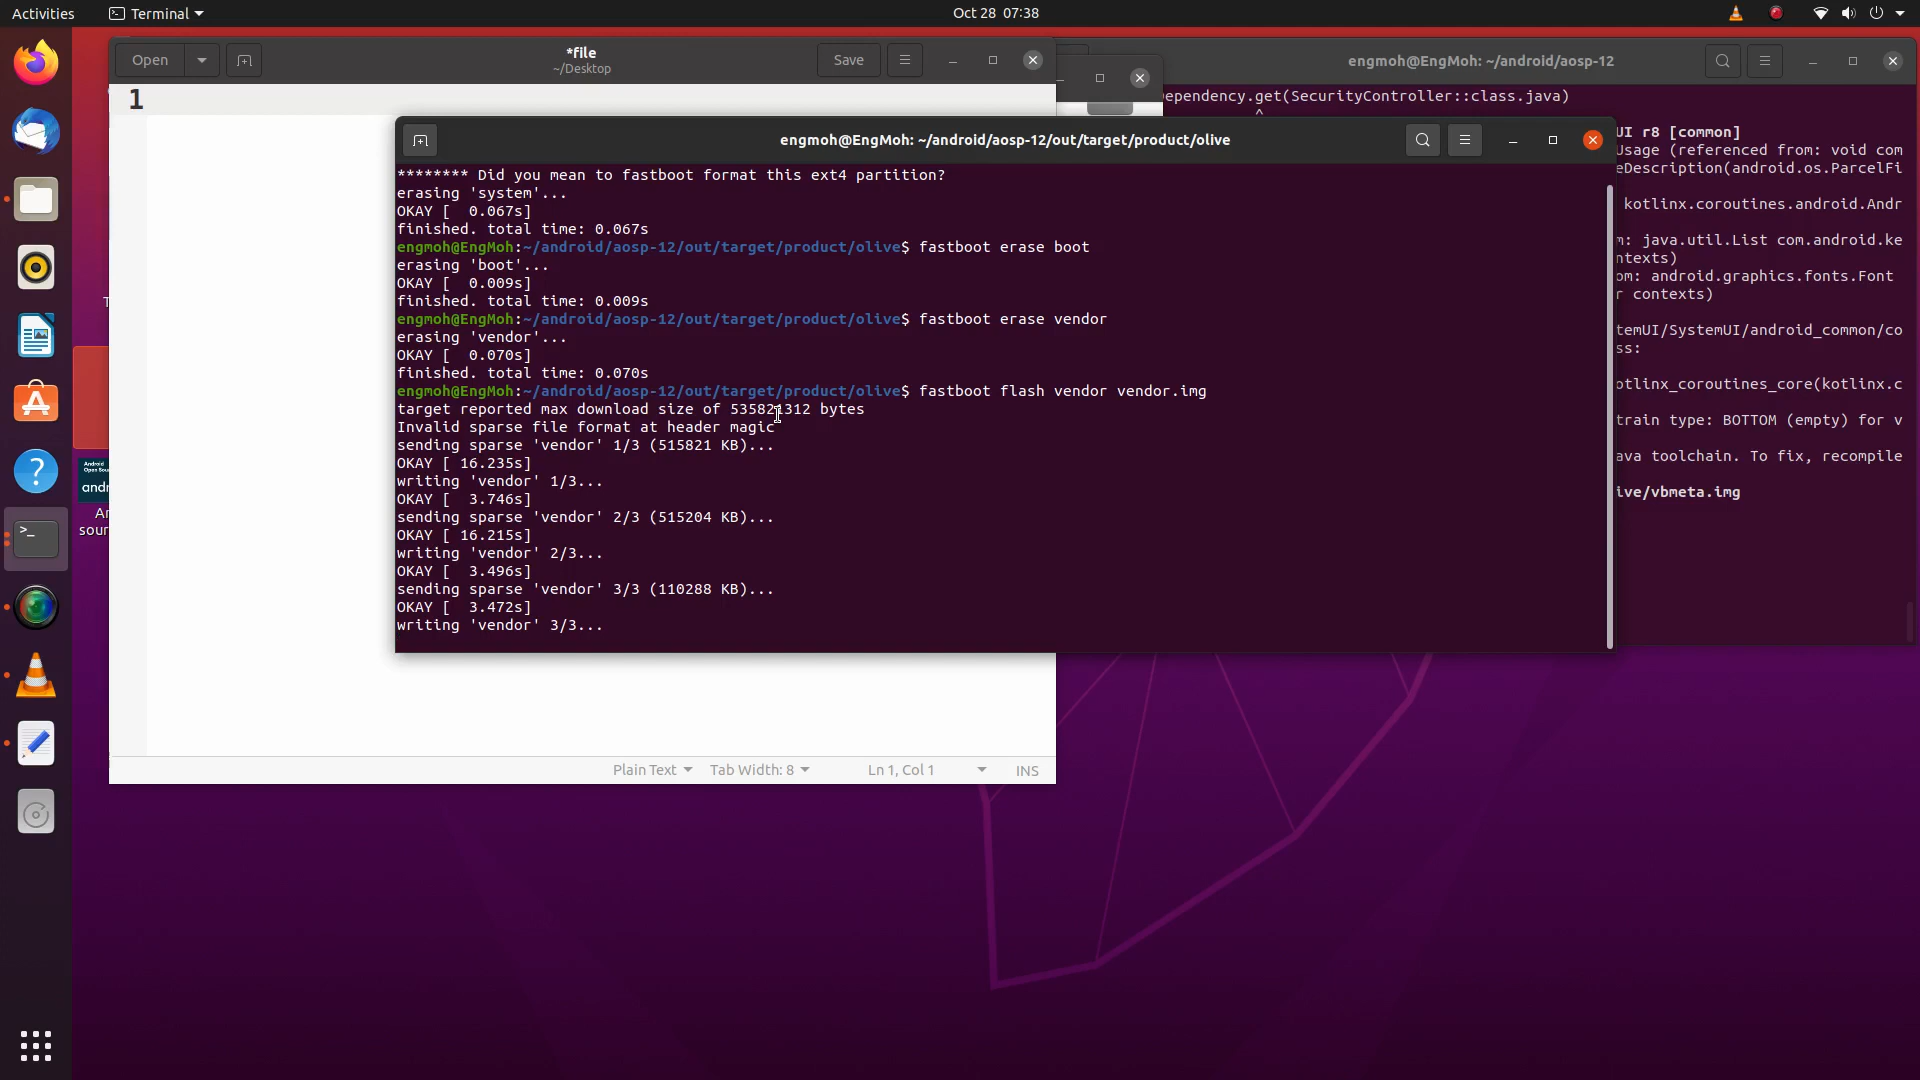 Activities
Terminal
Oct 28 07:38
Open
*file
~/Desktop
Save
1
engmoh@EngMoh: ~/android/aosp-12
ependency.get(SecurityController::class.java)
^
UI r8 [common]
Usage (referenced from: void com
eDescription(android.os.ParcelFi
kotlinx.coroutines.android.Andr
m: java.util.List com.android.ke
ntexts)
om: android.graphics.fonts.Font
r contexts)
temUI/SystemUI/android_common/co
ss:
otlinx_coroutines_core(kotlinx.c
train type: BOTTOM (empty) for v
ava toolchain. To fix, recompile
ive/vbmeta.img
engmoh@EngMoh: ~/android/aosp-12/out/target/product/olive
******** Did you mean to fastboot format this ext4 partition?
erasing 'system'...
OKAY [  0.067s]
finished. total time: 0.067s
engmoh@EngMoh:~/android/aosp-12/out/target/product/olive$ fastboot erase boot
erasing 'boot'...
OKAY [  0.009s]
finished. total time: 0.009s
engmoh@EngMoh:~/android/aosp-12/out/target/product/olive$ fastboot erase vendor
erasing 'vendor'...
OKAY [  0.070s]
finished. total time: 0.070s
engmoh@EngMoh:~/android/aosp-12/out/target/product/olive$ fastboot flash vendor vendor.img
target reported max download size of 535821312 bytes
Invalid sparse file format at header magic
sending sparse 'vendor' 1/3 (515821 KB)...
OKAY [ 16.235s]
writing 'vendor' 1/3...
OKAY [  3.746s]
sending sparse 'vendor' 2/3 (515204 KB)...
OKAY [ 16.215s]
writing 'vendor' 2/3...
OKAY [  3.496s]
sending sparse 'vendor' 3/3 (110288 KB)...
OKAY [  3.472s]
writing 'vendor' 3/3...
Plain Text
Tab Width: 8
Ln 1, Col 1
INS
T
Android
Open Sou
andr
Ar
sour